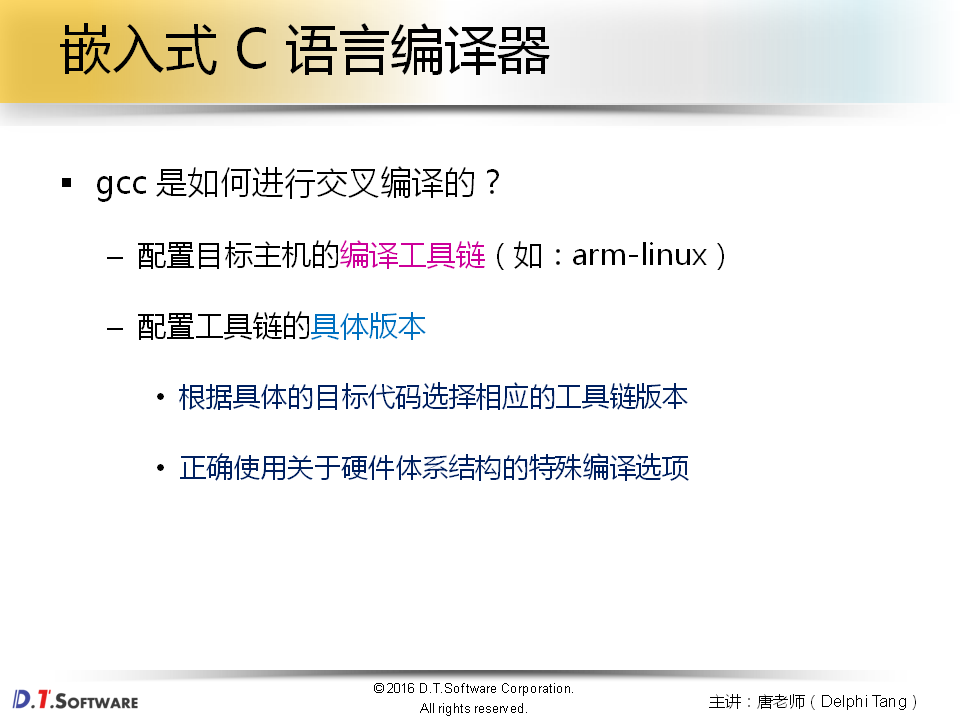 嵌入式 C 语言编译器
▪ gcc 是如何进行交叉编译的？
– 配置目标主机的编译工具链（如：arm-linux）
– 配置工具链的具体版本
• 根据具体的目标代码选择相应的工具链版本
• 正确使用关于硬件体系结构的特殊编译选项
D.T.SOFTWARE
©2016 D.T.Software Corporation.
All rights reserved.
主讲：唐老师（Delphi Tang）